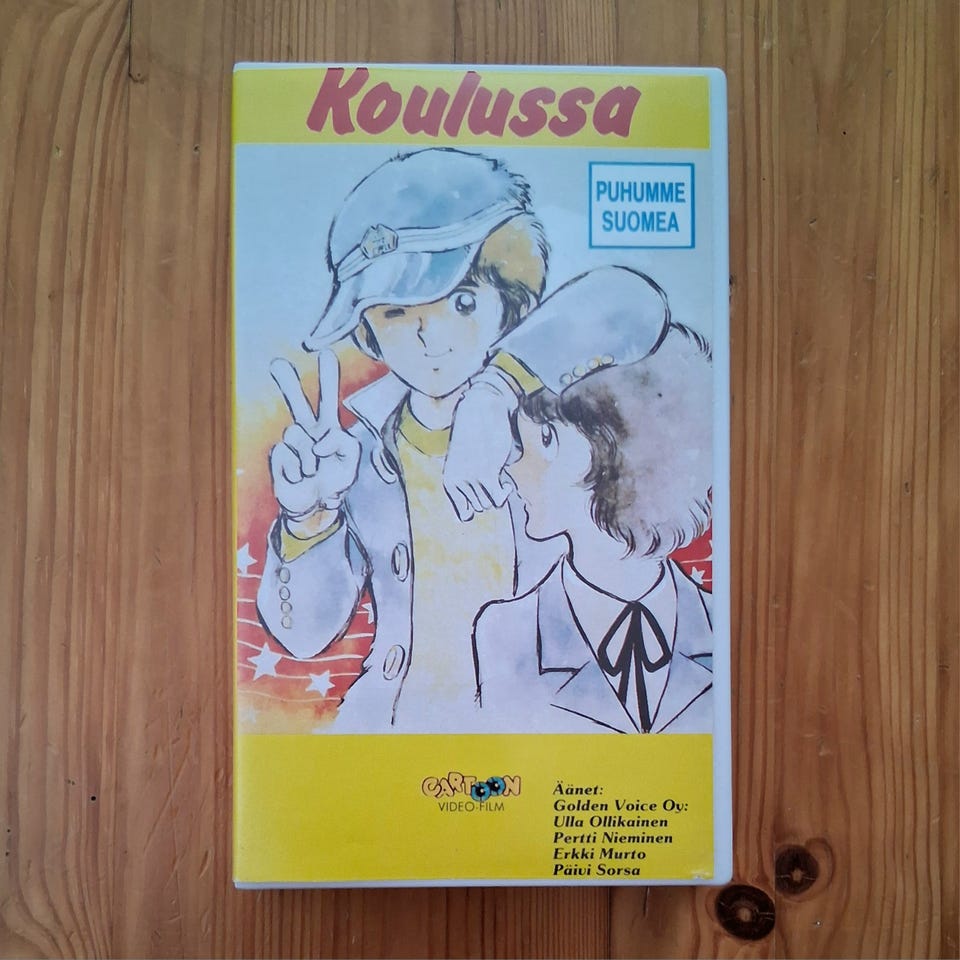 Koulussa
PUHUMME
SUOMEA
CARTOON
VIDEO-FILM
Äänet:
Golden Voice Oy:
Ulla Ollikainen
Pertti Nieminen
Erkki Murto
Päivi Sorsa